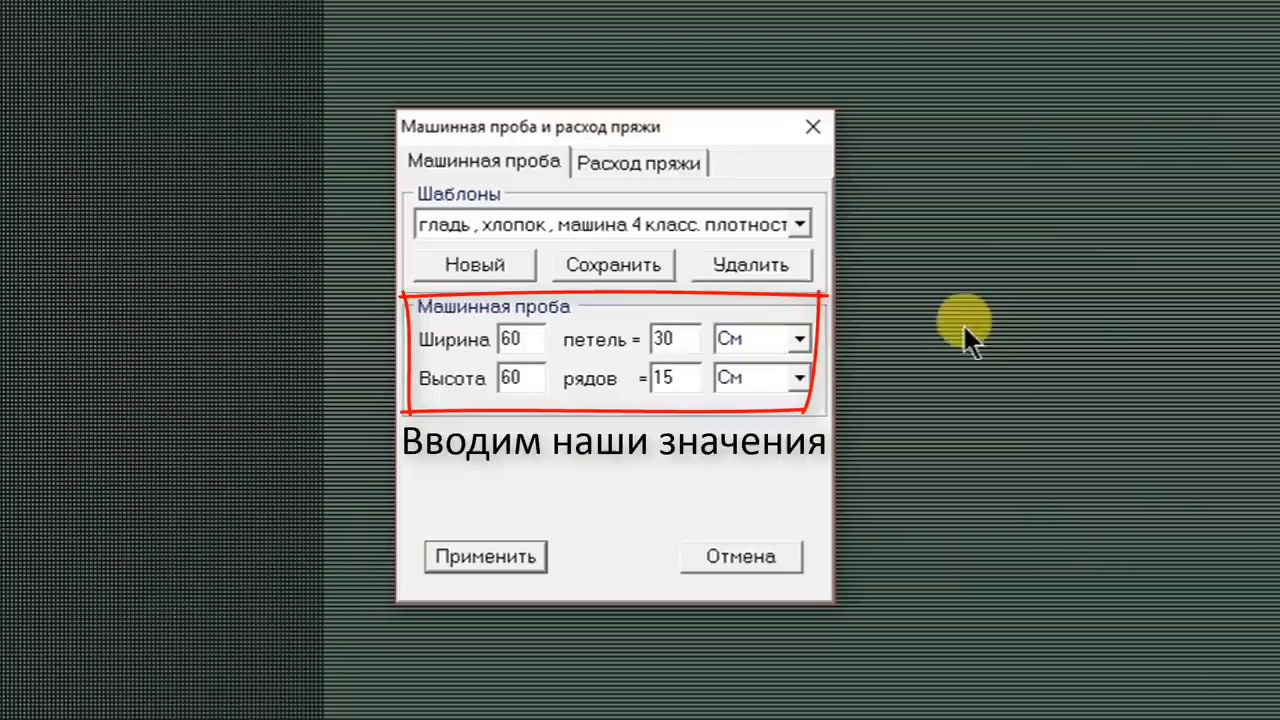 Машинная проба и расход пряжи
Машинная проба Расход пряжи
Шаблоны
гладь , хлопок , машина 4 класс. плотност
Новый Сохранить Удалить
Машинная проба
Ширина 60 петель = 30 См
Высота 60 рядов = 15 См
Вводим наши значения
Применить Отмена